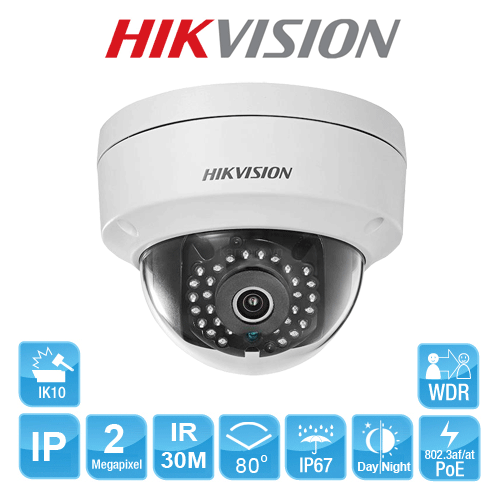 HIKVISION
HIKVISION
IK10
WDR
IP
2
Megapixel
IR
30M
80°
IP67
Day Night
802.3af/at
PoE